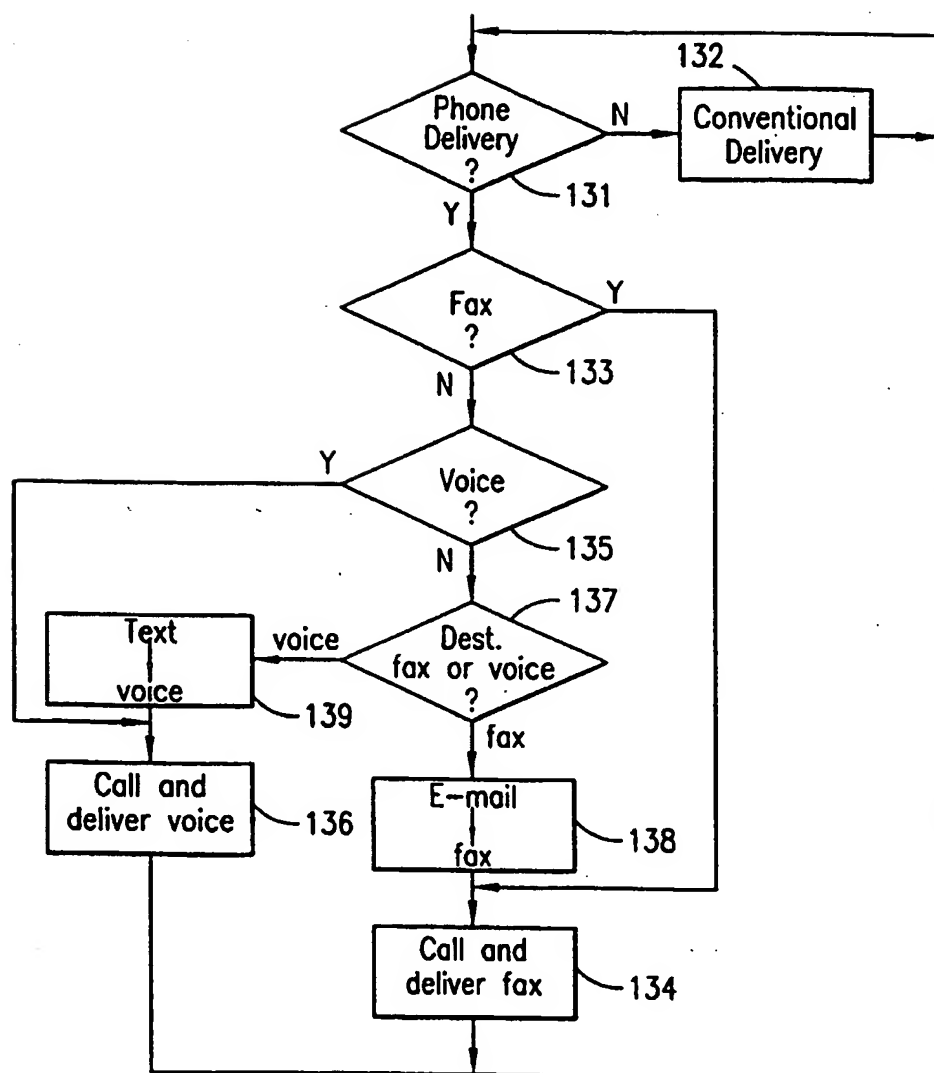 132
Phone
Delivery
?
N
Conventional
Delivery
131
Y
Fax
?
Y
133
N
Y
Voice
?
135
N
137
Text
voice
voice
Dest.
fax or voice
?
139
fax
Call and
deliver voice
136
E-mail
fax
138
Call and
deliver fax
134